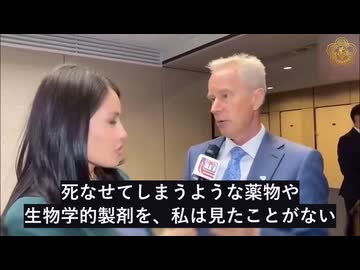 死なせてしまうような薬物や
生物学的製剤を、私は見たことがない